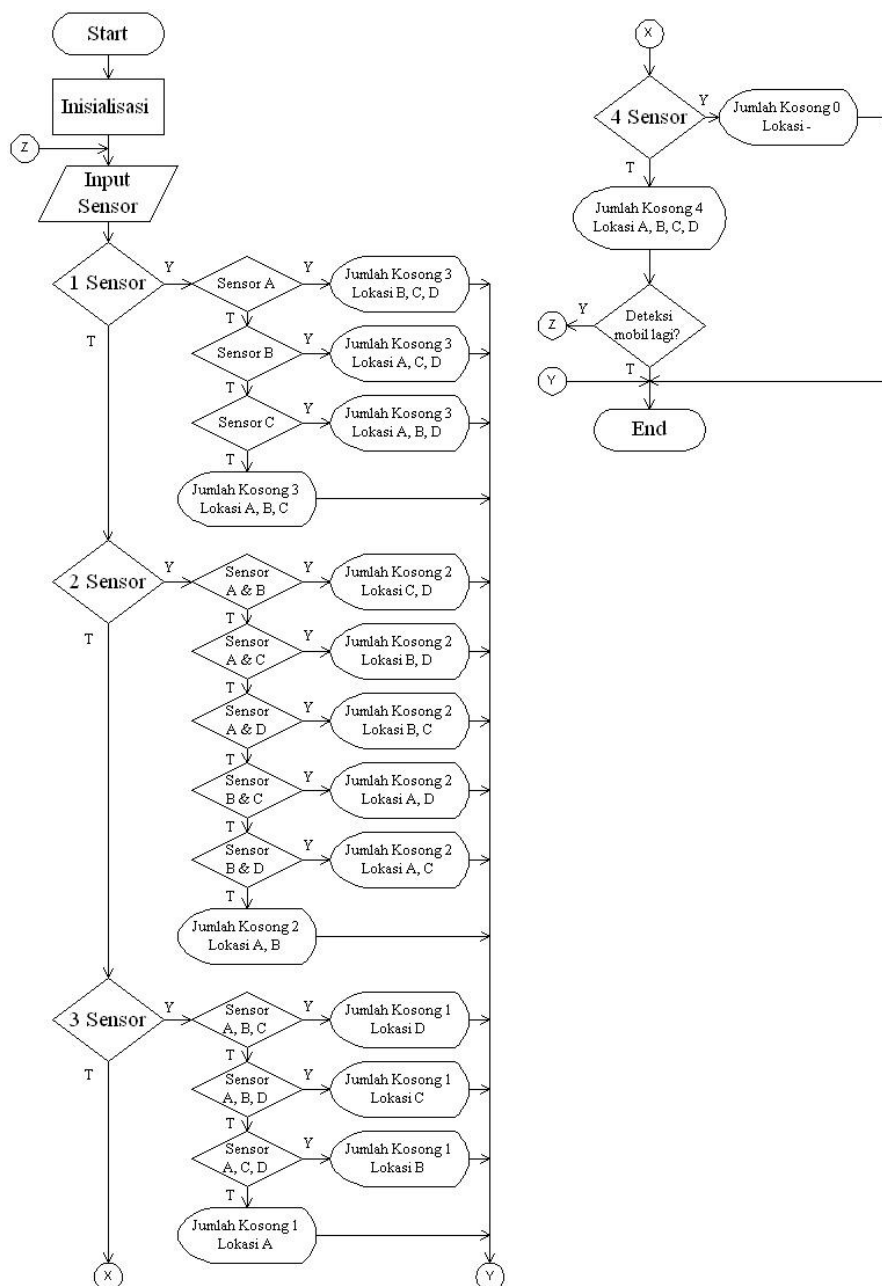 Start
Inisialisasi
Z
Input
Sensor
1 Sensor
Y
T
Sensor A
Y
T
Jumlah Kosong 3
Lokasi B, C, D
Sensor B
Y
T
Jumlah Kosong 3
Lokasi A, C, D
Sensor C
Y
T
Jumlah Kosong 3
Lokasi A, B, D
Jumlah Kosong 3
Lokasi A, B, C
2 Sensor
Y
T
Sensor
A & B
Y
T
Jumlah Kosong 2
Lokasi C, D
Sensor
A & C
Y
T
Jumlah Kosong 2
Lokasi B, D
Sensor
A & D
Y
T
Jumlah Kosong 2
Lokasi B, C
Sensor
B & C
Y
T
Jumlah Kosong 2
Lokasi A, D
Sensor
B & D
Y
T
Jumlah Kosong 2
Lokasi A, C
Jumlah Kosong 2
Lokasi A, B
3 Sensor
Y
T
Sensor
A, B, C
Y
T
Jumlah Kosong 1
Lokasi D
Sensor
A, B, D
Y
T
Jumlah Kosong 1
Lokasi C
Sensor
A, C, D
Y
T
Jumlah Kosong 1
Lokasi B
Jumlah Kosong 1
Lokasi A
X
Y
X
4 Sensor
Y
T
Jumlah Kosong 0
Lokasi -
Jumlah Kosong 4
Lokasi A, B, C, D
Deteksi
mobil lagi?
Y
Z
T
Y
End